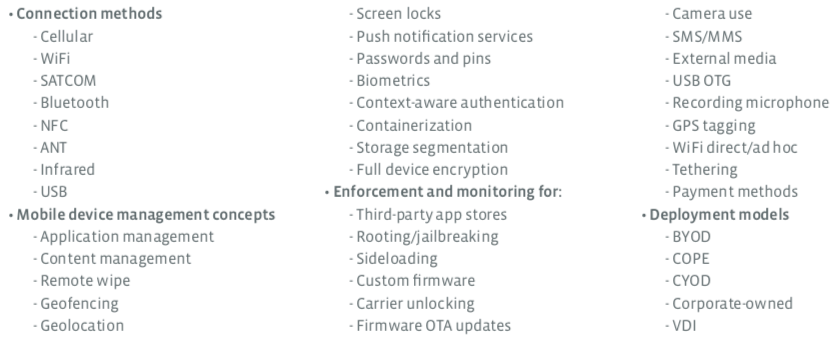 • Connection methods
- Cellular
- WiFi
- SATCOM
- Bluetooth
- NFC
- ANT
- Infrared
- USB
• Mobile device management concepts
- Application management
- Content management
- Remote wipe
- Geofencing
- Geolocation
- Screen locks
- Push notification services
- Passwords and pins
- Biometrics
- Context-aware authentication
- Containerization
- Storage segmentation
- Full device encryption
• Enforcement and monitoring for:
- Third-party app stores
- Rooting/jailbreaking
- Sideloading
- Custom firmware
- Carrier unlocking
- Firmware OTA updates
- Camera use
- SMS/MMS
- External media
- USB OTG
- Recording microphone
- GPS tagging
- WiFi direct/ad hoc
- Tethering
- Payment methods
• Deployment models
- BYOD
- COPE
- CYOD
- Corporate-owned
- VDI